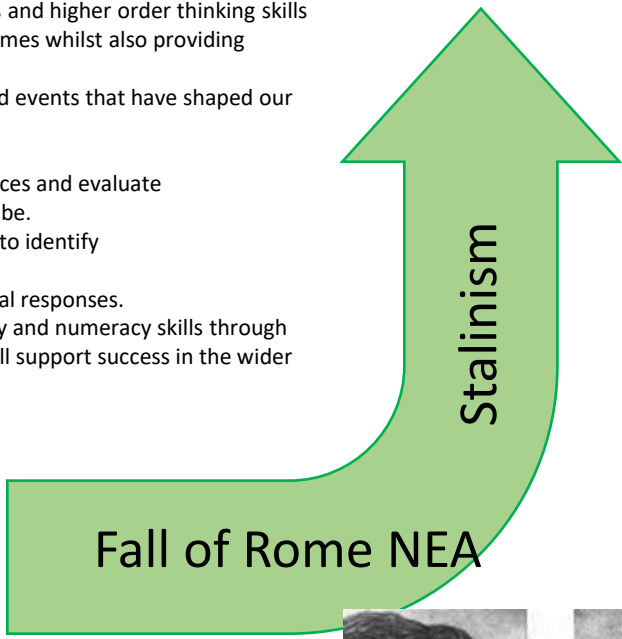 and higher order thinking skills
mes whilst also providing
d events that have shaped our
ces and evaluate
be.
to identify
al responses.
y and numeracy skills through
ll support success in the wider
Stalinism
Fall of Rome NEA